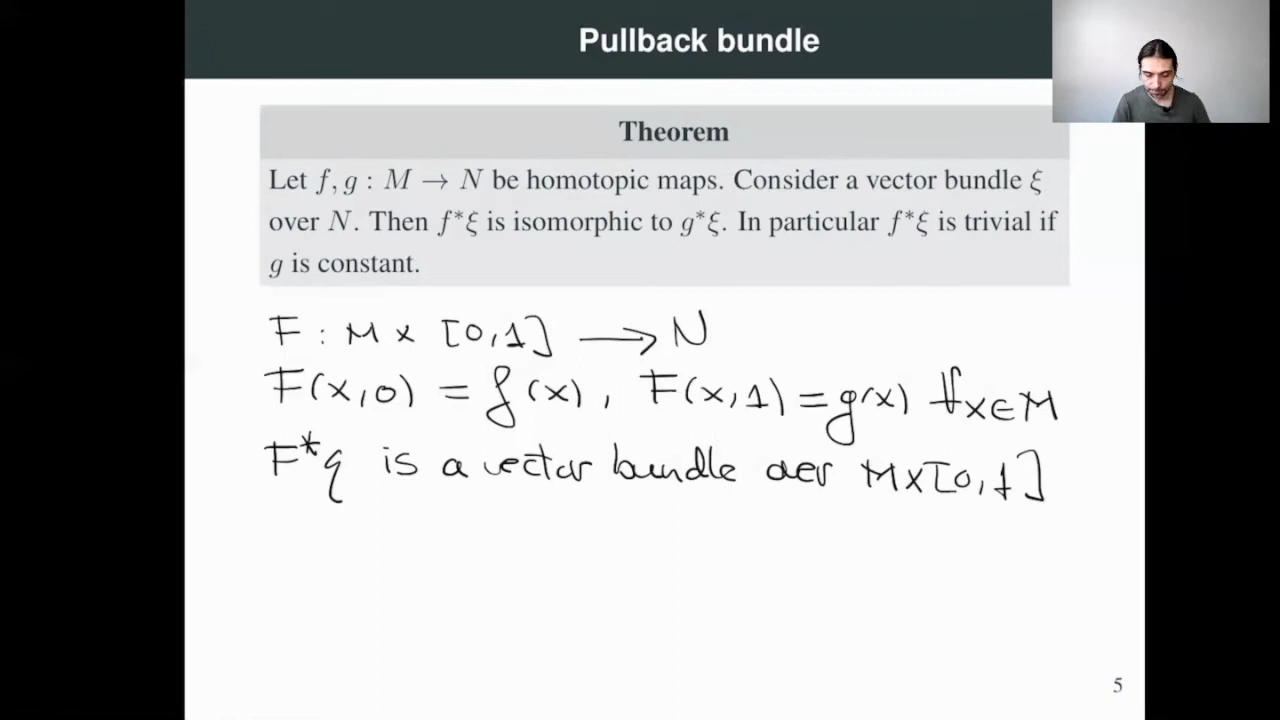 Pullback bundle
Theorem
Let f, g : M → N be homotopic maps. Consider a vector bundle ξ
over N. Then f*ξ is isomorphic to g*ξ. In particular f*ξ is trivial if
g is constant.
F : M × [0,1] ⟶ N
F(x,0) = f(x), F(x,1) = g(x) ∀x∈M
F*ξ is a vector bundle over M×[0,1]
5